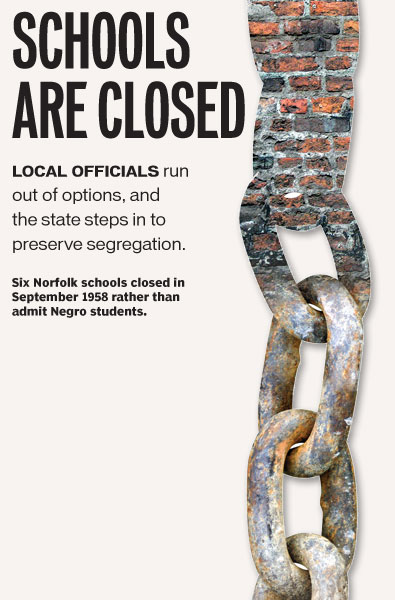 SCHOOLS
ARE CLOSED
LOCAL OFFICIALS run
out of options, and
the state steps in to
preserve segregation.
Six Norfolk schools closed in
September 1958 rather than
admit Negro students.